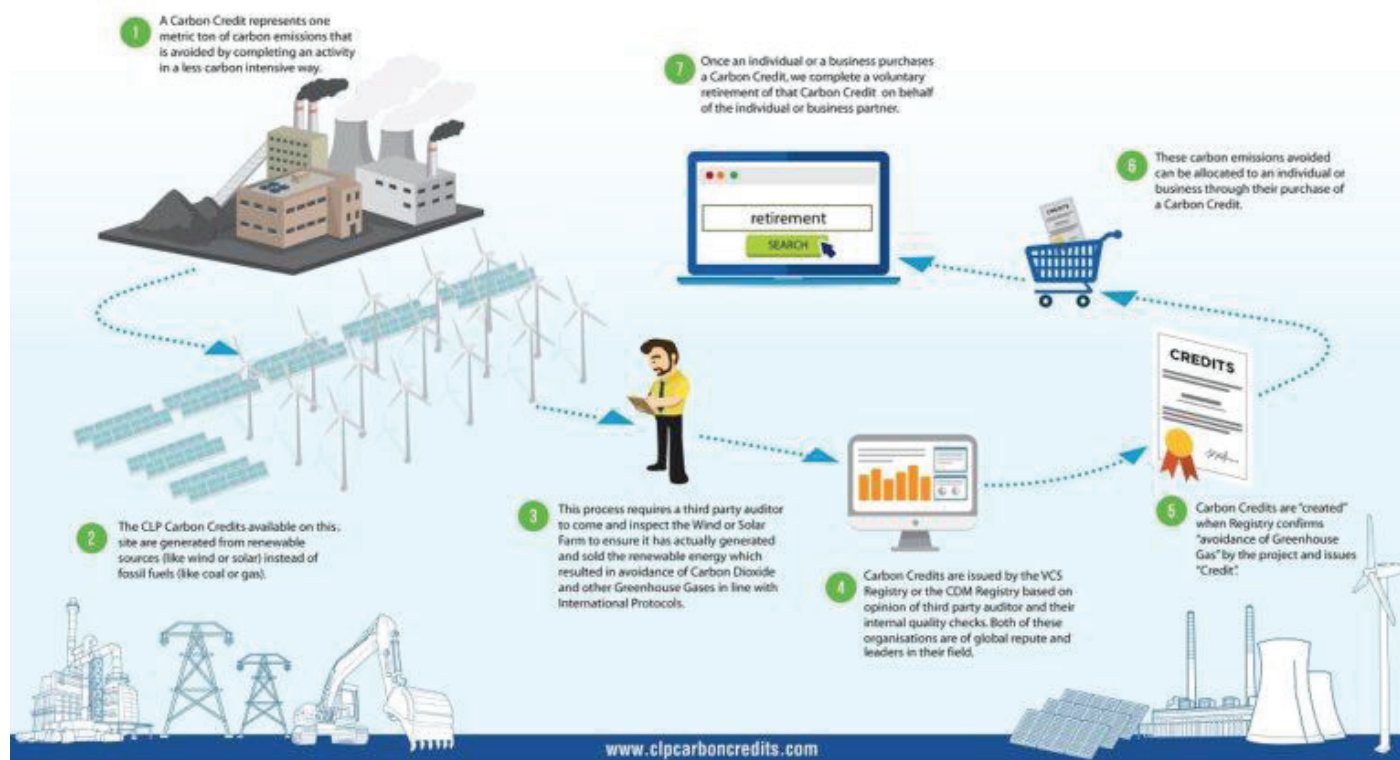 1
A Carbon Credit represents one
metric ton of carbon emissions that
is avoided by completing an activity
in a less carbon intensive way.
2
The CLP Carbon Credits available on this
site are generated from renewable
sources (like wind or solar) instead of
fossil fuels (like coal or gas).
3
This process requires a third party auditor
to come and inspect the Wind or Solar
Farm to ensure it has actually generated
and sold the renewable energy which
resulted in avoidance of Carbon Dioxide
and other Greenhouse Gases in line with
International Protocols.
4
Carbon Credits are issued by the VCS
Registry or the CDM Registry based on
opinion of third party auditor and their
internal quality checks. Both of these
organisations are of global repute and
leaders in their field.
CREDITS
5
Carbon Credits are "created"
when Registry confirms
"avoidance of Greenhouse
Gas" by the project and issues
"Credit".
6
These carbon emissions avoided
can be allocated to an individual or
business through their purchase of
a Carbon Credit.
CREDITS
7
Once an individual or a business purchases
a Carbon Credit, we complete a voluntary
retirement of that Carbon Credit on behalf
of the individual or business partner.
retirement
SEARCH
www.clpcarboncredits.com